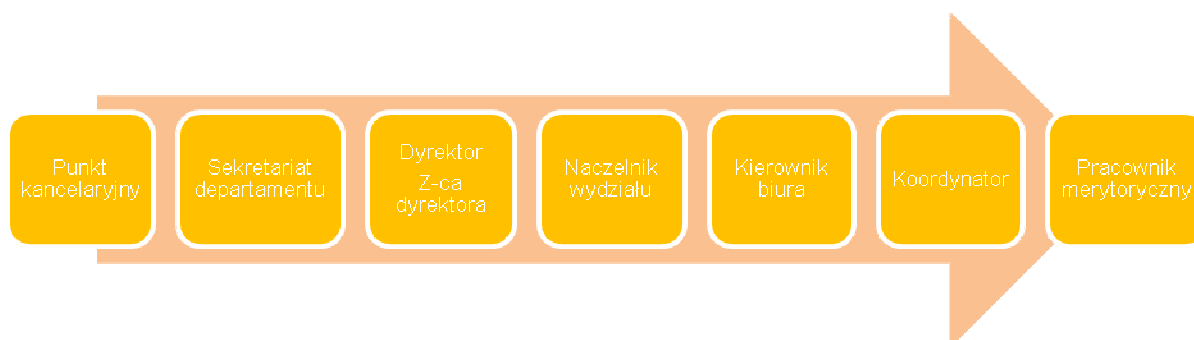 Punkt
kancelaryjny
Sekretariat
departamentu
Dyrektor
Z-ca
dyrektora
Naczelnik
wydziału
Kierownik
biura
Koordynator
Pracownik
merytoryczny